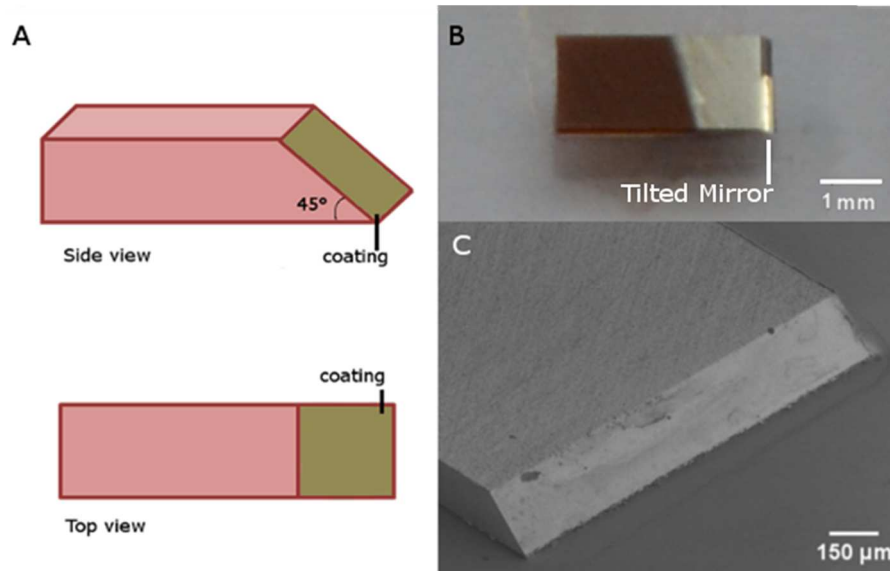 A
45°
Side view
coating
coating
Top view
B
Tilted Mirror
1 mm
C
150 µm